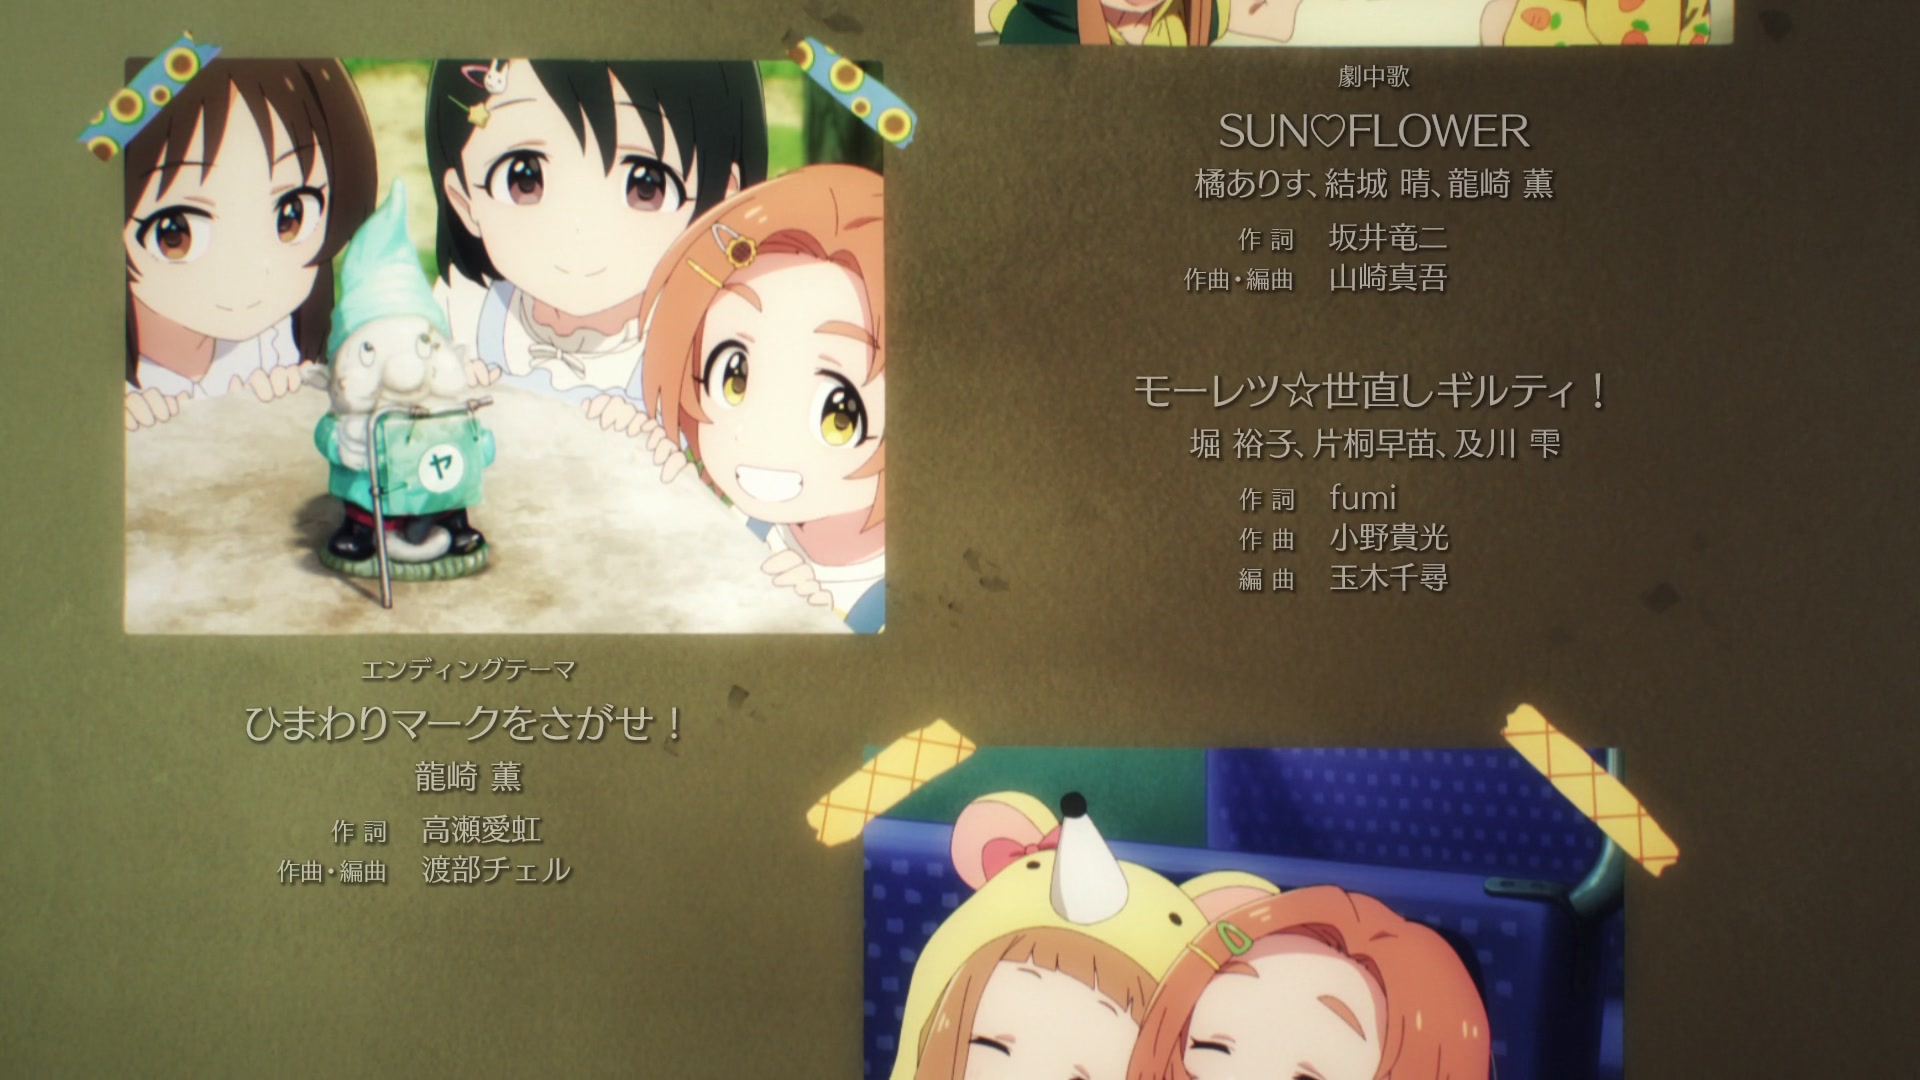 ヤ
エンディングテーマ
ひまわりマークをさがせ！
龍崎 薫
作 詞 高瀬愛虹
作曲・編曲 渡部チェル
劇中歌
SUN♡FLOWER
橘ありす、結城 晴、龍崎 薫
作 詞 坂井竜二
作曲・編曲 山崎真吾
モーレツ☆世直しギルティ！
堀 裕子、片桐早苗、及川 雫
作 詞 fumi
作 曲 小野貴光
編 曲 玉木千尋